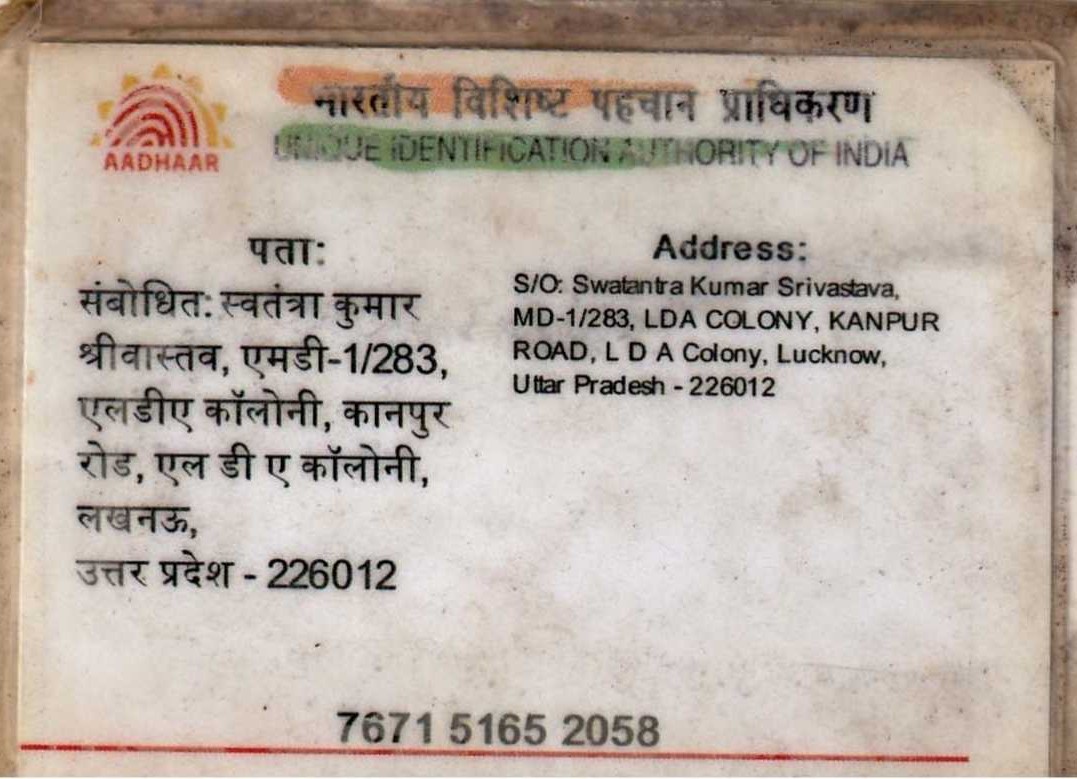 भारतीय विशिष्ट पहचान प्राधिकरण
UNIQUE IDENTIFICATION AUTHORITY OF INDIA
AADHAAR
पता:
संबोधित: स्वतंत्रा कुमार
श्रीवास्तव, एमडी-1/283,
एलडीए कॉलोनी, कानपुर
रोड, एल डी ए कॉलोनी,
लखनऊ,
उत्तर प्रदेश - 226012
Address:
S/O: Swatantra Kumar Srivastava,
MD-1/283, LDA COLONY, KANPUR
ROAD, L D A Colony, Lucknow,
Uttar Pradesh - 226012
7671 5165 2058